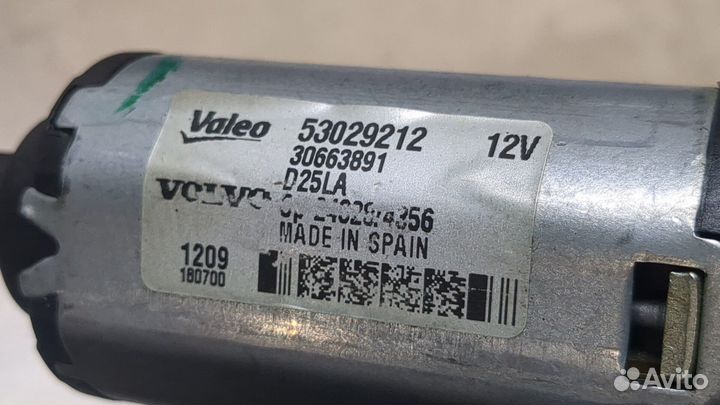 Valeo 53029212 12V
30663891
D25LA
VOLVO
MADE IN SPAIN
1209
180700
Avito